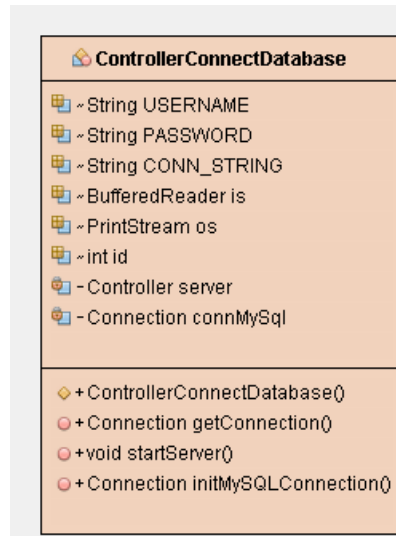 ControllerConnectDatabase
~String USERNAME
~String PASSWORD
~String CONN_STRING
~BufferedReader is
~PrintStream os
~int id
-Controller server
-Connection connMySql
+ControllerConnectDatabase()
+Connection getConnection()
+void startServer()
+Connection initMySQLConnection()